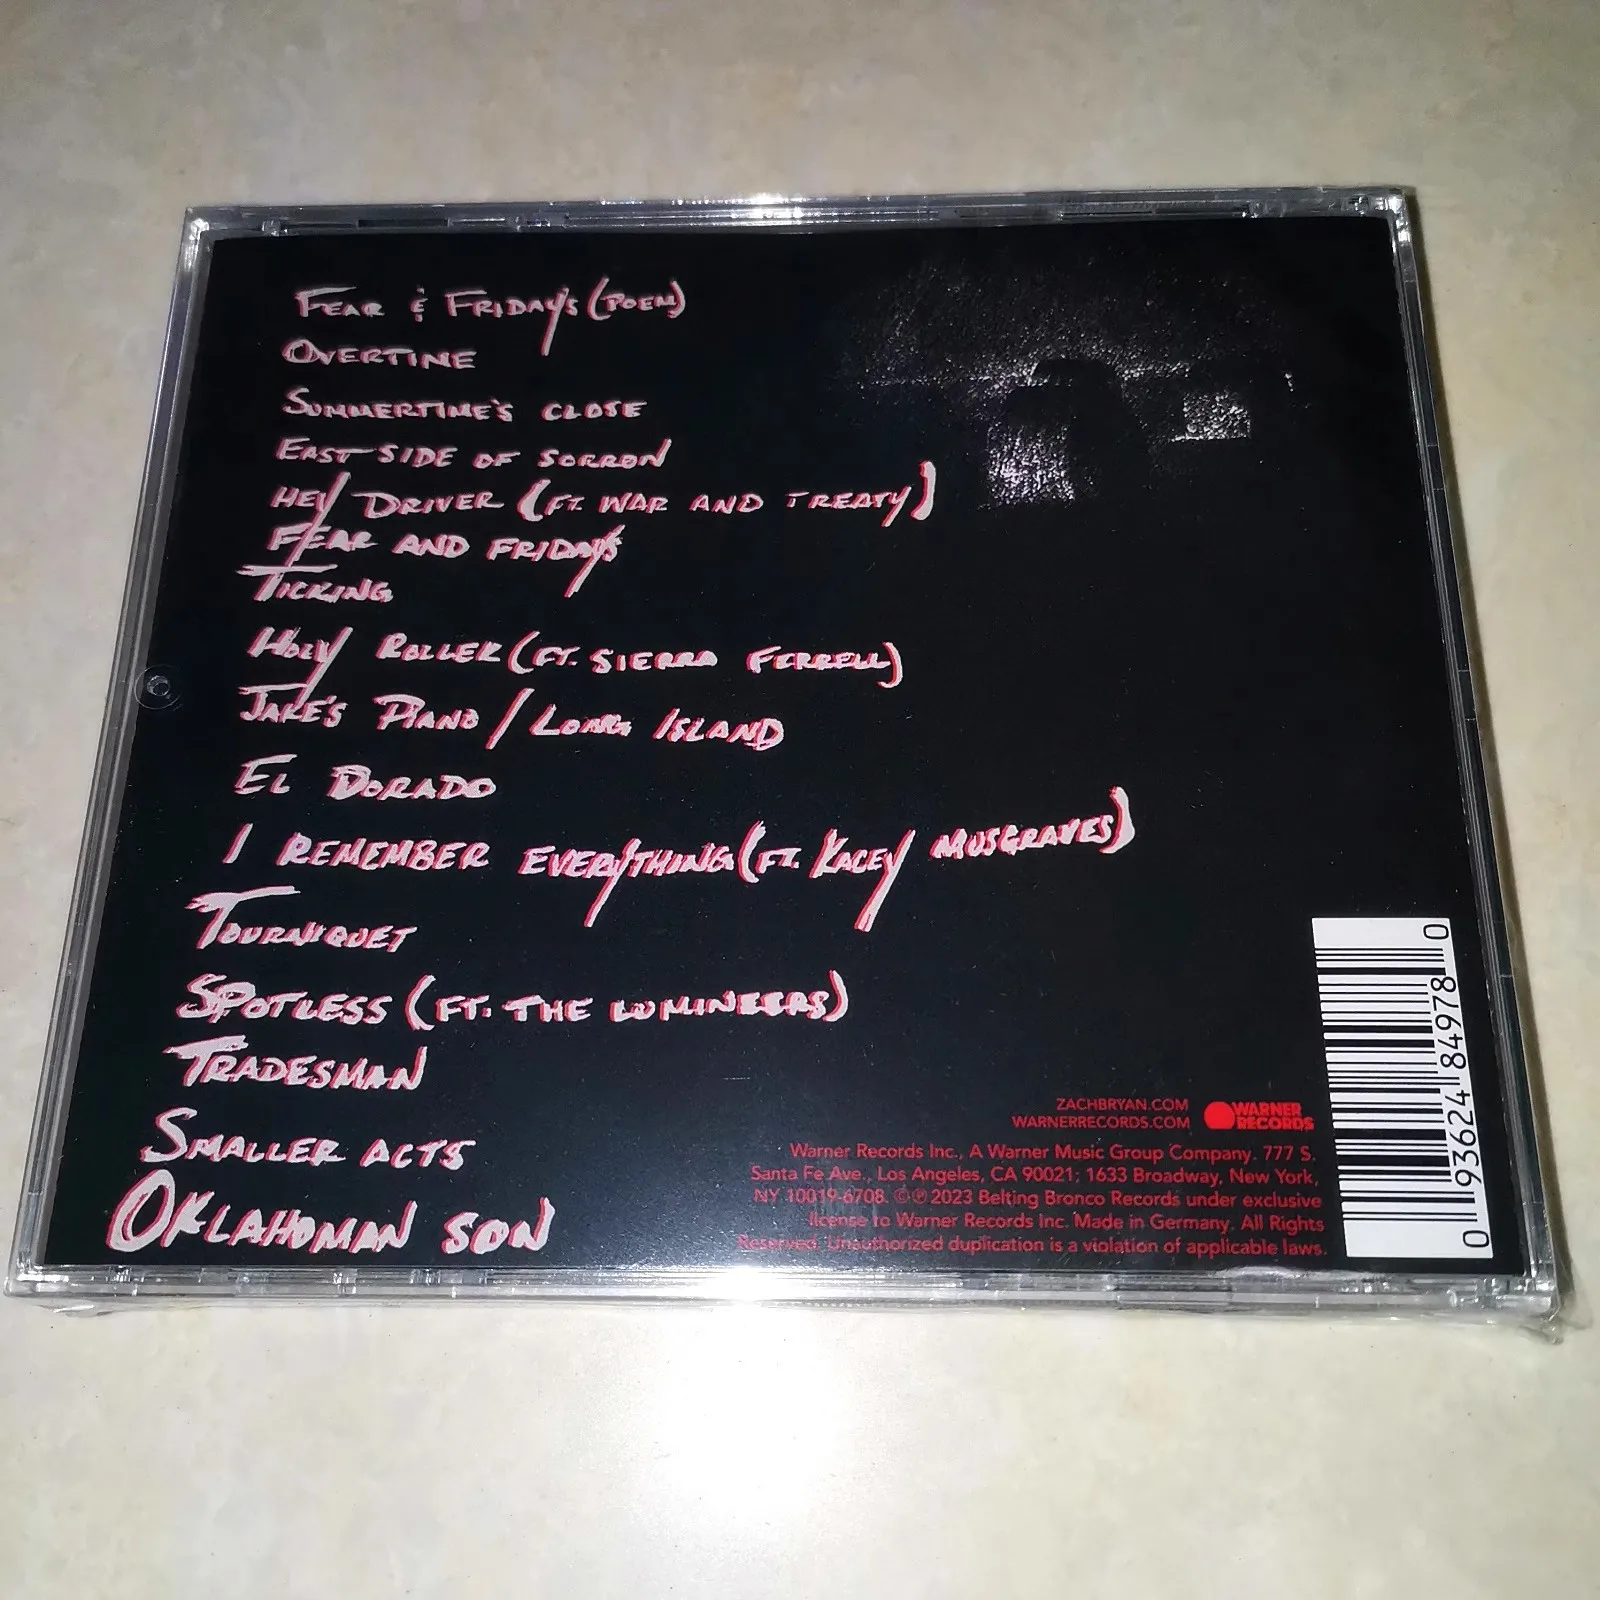 FEAR & FRIDAY'S (POEM)
OVERTIME
SUMMERTIME'S CLOSE
EAST SIDE OF SORROW
HEY DRIVER (FT. WAR AND TREATY)
FEAR AND FRIDAYS
TICKING
HOLY ROLLER (FT. SIERRA FERRELL)
JAKE'S PIANO / LONG ISLAND
EL DORADO
I REMEMBER EVERYTHING (FT. KACEY MUSGRAVES)
TOURNIQUET
SPOTLESS (FT. THE LUMINEERS)
TRADESMAN
SMALLER ACTS
OKLAHOMAN SON
ZACHBRYAN.COM
WARNERRECORDS.COM
WARNER
RECORDS
Warner Records Inc., A Warner Music Group Company. 777 S.
Santa Fe Ave., Los Angeles, CA 90021; 1633 Broadway, New York,
NY 10019-6708. ©℗ 2023 Belting Bronco Records under exclusive
license to Warner Records Inc. Made in Germany. All Rights
Reserved. Unauthorized duplication is a violation of applicable laws.
0 93624 84978 0